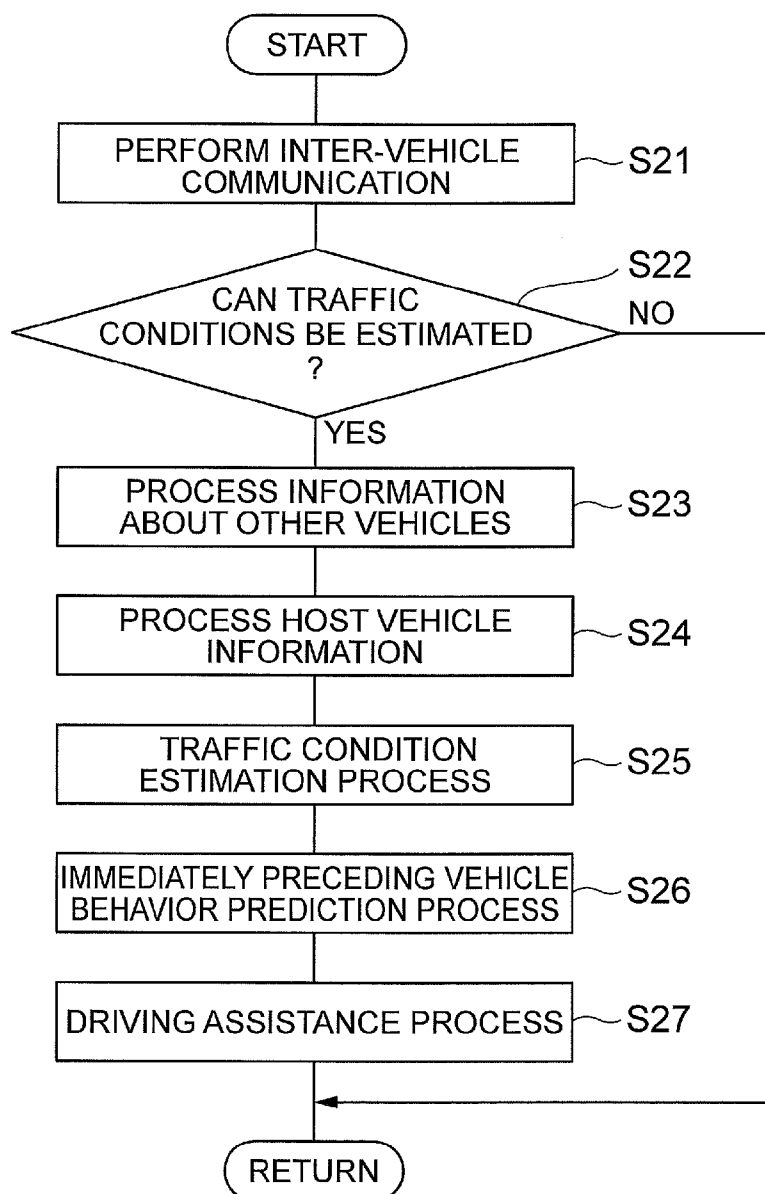 START
PERFORM INTER-VEHICLE
COMMUNICATION
S21
S22
CAN TRAFFIC
CONDITIONS BE ESTIMATED
?
NO
YES
PROCESS INFORMATION
ABOUT OTHER VEHICLES
S23
PROCESS HOST VEHICLE
INFORMATION
S24
TRAFFIC CONDITION
ESTIMATION PROCESS
S25
IMMEDIATELY PRECEDING VEHICLE
BEHAVIOR PREDICTION PROCESS
S26
DRIVING ASSISTANCE PROCESS
S27
RETURN